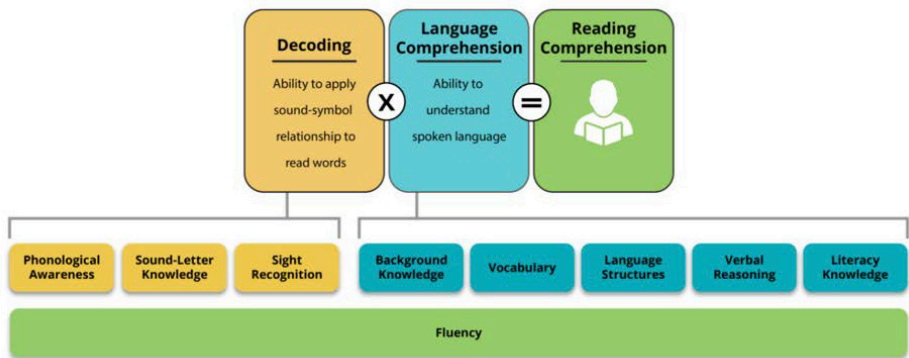 Decoding
Ability to apply
sound-symbol
relationship to
read words
X
Language
Comprehension
Ability to
understand
spoken language
=
Reading
Comprehension
Phonological
Awareness
Sound-Letter
Knowledge
Sight
Recognition
Background
Knowledge
Vocabulary
Language
Structures
Verbal
Reasoning
Literacy
Knowledge
Fluency